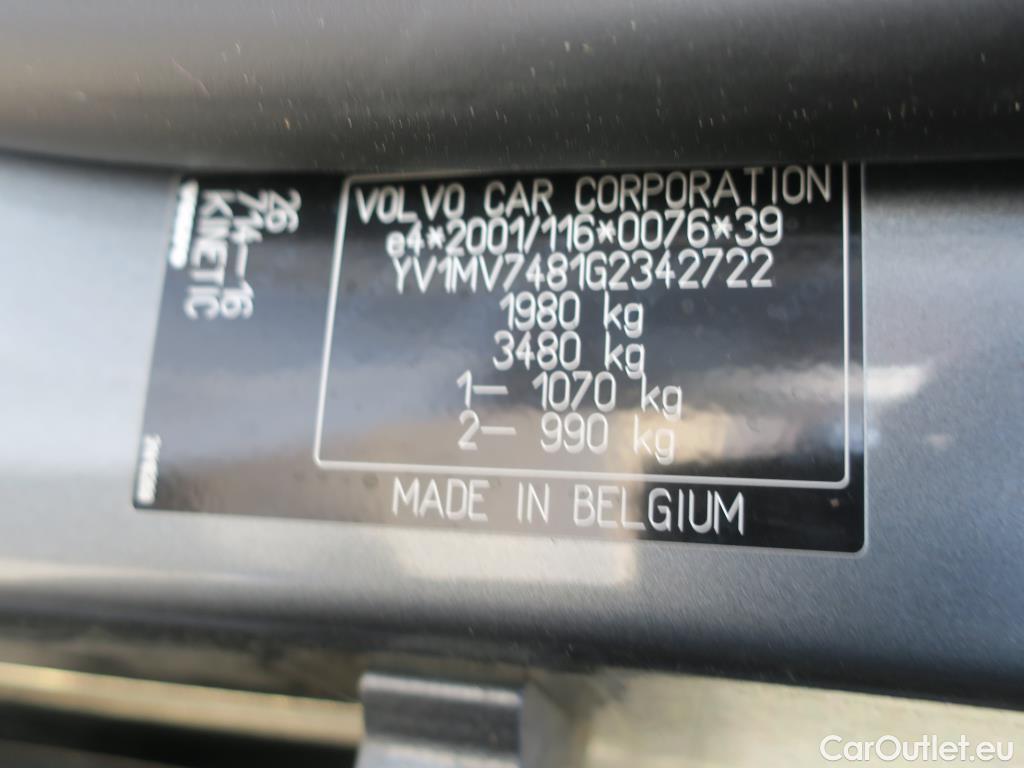 VOLVO CAR CORPORATION
e4*2001/116*0076*39
YV1MV7481G2342722
1980 kg
3480 kg
1- 1070 kg
2- 990 kg
MADE IN BELGIUM
26
714-16
KINETIC
CarOutlet.eu